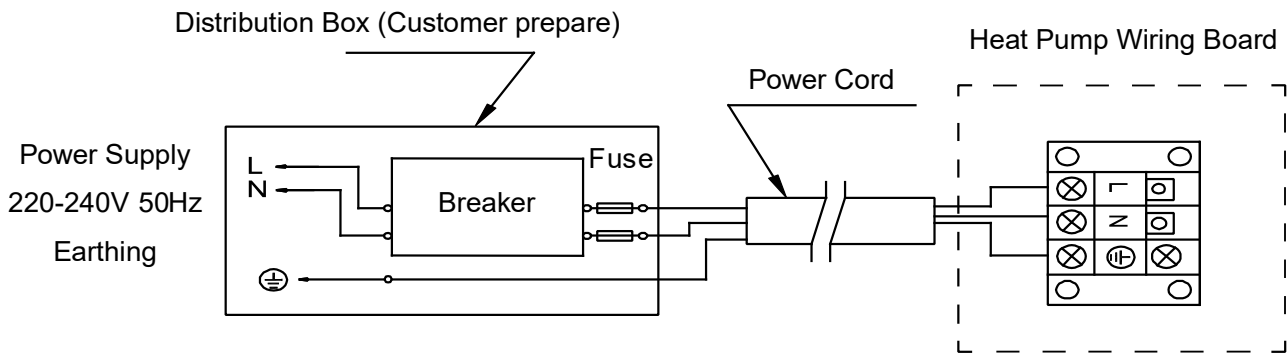 Distribution Box (Customer prepare)
Heat Pump Wiring Board
Power Cord
Power Supply
220-240V 50Hz
Earthing
L
N
Fuse
Breaker
L
N